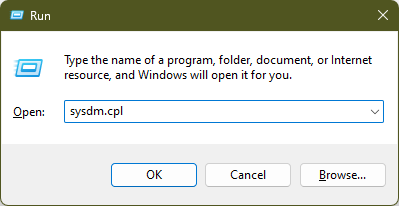 Run
Type the name of a program, folder, document, or Internet
resource, and Windows will open it for you.
Open: sysdm.cpl
OK Cancel Browse...